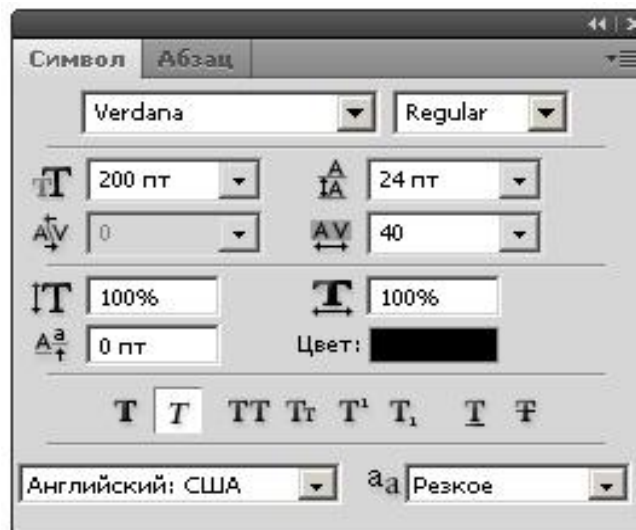 Символ Абзац
Verdana Regular
200 пт 24 пт
0 40
100% 100%
0 пт Цвет:
T T TT Tт T¹ T₁ T T
Английский: США aа Резкое